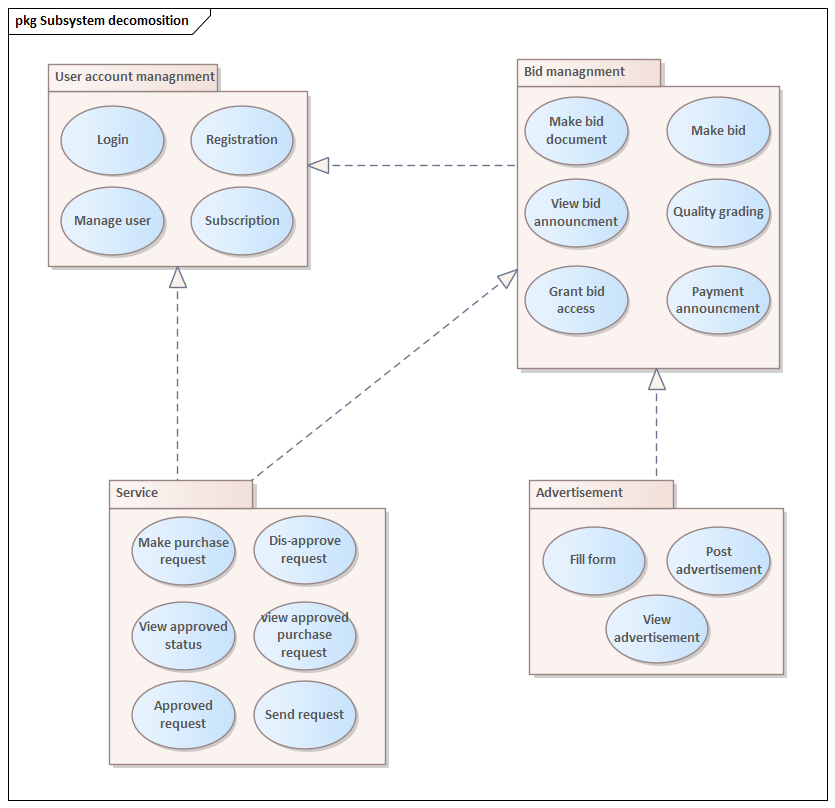 pkg Subsystem decomosition
User account managnment
Login
Registration
Manage user
Subscription
Bid managnment
Make bid
document
Make bid
View bid
announcment
Quality grading
Grant bid
access
Payment
announcment
Service
Make purchase
request
Dis-approve
request
View approved
status
view approved
purchase
request
Approved
request
Send request
Advertisement
Fill form
Post
advertisement
View
advertisement